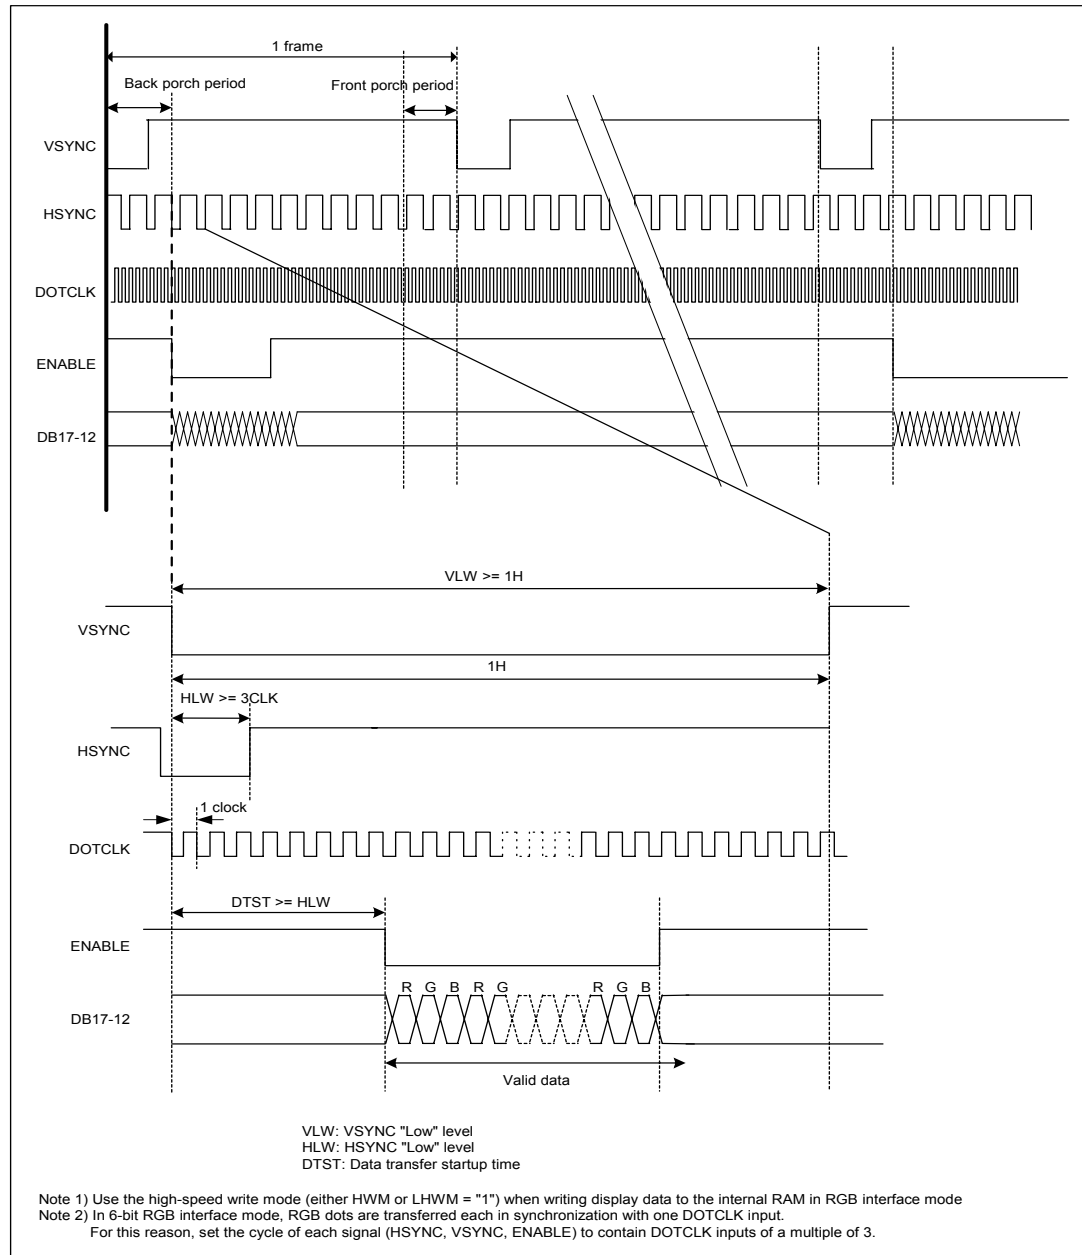 1 frame
Back porch period
Front porch period
VSYNC
HSYNC
DOTCLK
ENABLE
DB17-12
VLW >= 1H
VSYNC
1H
HLW >= 3CLK
HSYNC
1 clock
DOTCLK
DTST >= HLW
ENABLE
R G B R G R G B
DB17-12
Valid data
VLW: VSYNC "Low" level
HLW: HSYNC "Low" level
DTST: Data transfer startup time
Note 1) Use the high-speed write mode (either HWM or LHWM = "1") when writing display data to the internal RAM in RGB interface mode
Note 2) In 6-bit RGB interface mode, RGB dots are transferred each in synchronization with one DOTCLK input.
For this reason, set the cycle of each signal (HSYNC, VSYNC, ENABLE) to contain DOTCLK inputs of a multiple of 3.